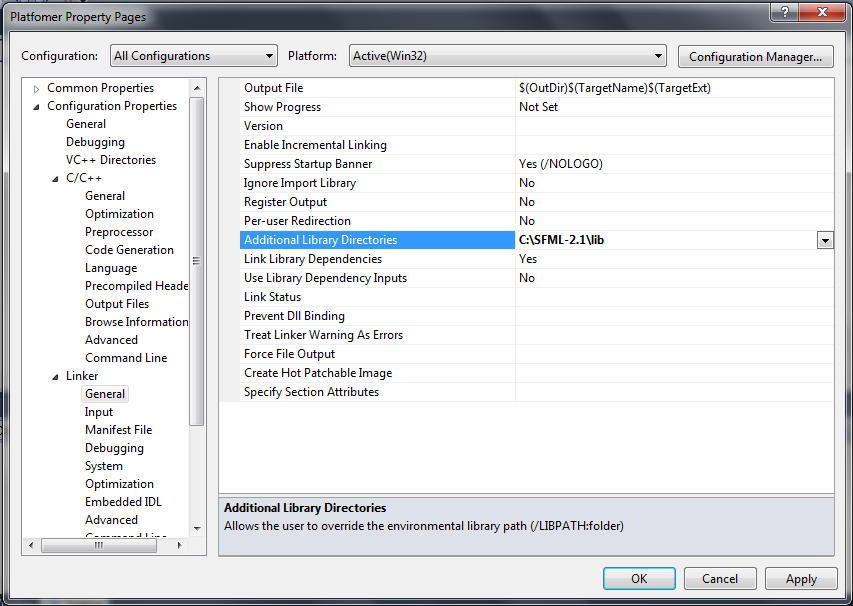 Platfomer Property Pages
Configuration: All Configurations Platform: Active(Win32) Configuration Manager...
Common Properties
Configuration Properties
General
Debugging
VC++ Directories
C/C++
General
Optimization
Preprocessor
Code Generation
Language
Precompiled Heade
Output Files
Browse Information
Advanced
Command Line
Linker
General
Input
Manifest File
Debugging
System
Optimization
Embedded IDL
Advanced
Command Line
Output File $(OutDir)$(TargetName)$(TargetExt)
Show Progress Not Set
Version
Enable Incremental Linking
Suppress Startup Banner Yes (/NOLOGO)
Ignore Import Library No
Register Output No
Per-user Redirection No
Additional Library Directories C:\SFML-2.1\lib
Link Library Dependencies Yes
Use Library Dependency Inputs No
Link Status
Prevent Dll Binding
Treat Linker Warning As Errors
Force File Output
Create Hot Patchable Image
Specify Section Attributes
Additional Library Directories
Allows the user to override the environmental library path (/LIBPATH:folder)
OK Cancel Apply